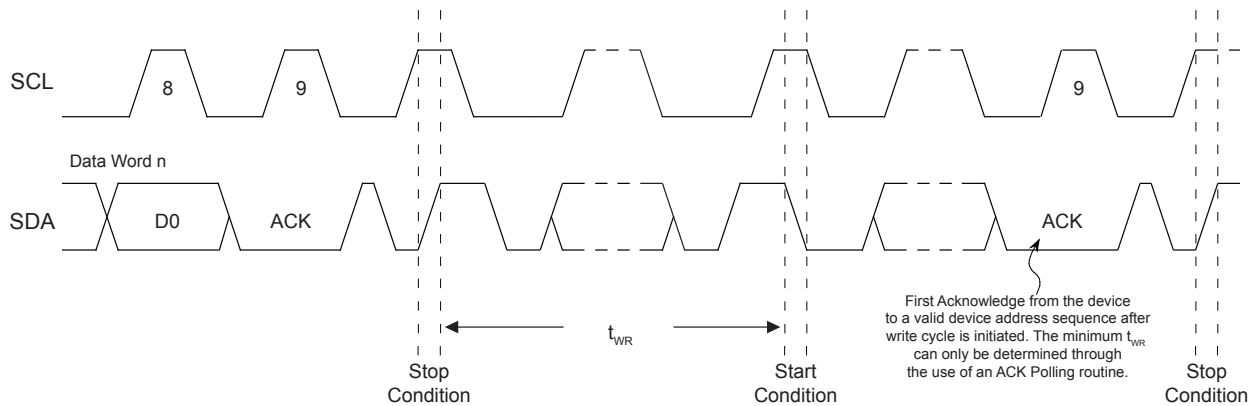 SCL
8
9
9
Data Word n
SDA
D0
ACK
ACK
First Acknowledge from the device
to a valid device address sequence after
write cycle is initiated. The minimum tWR
can only be determined through
the use of an ACK Polling routine.
tWR
Stop
Condition
Start
Condition
Stop
Condition